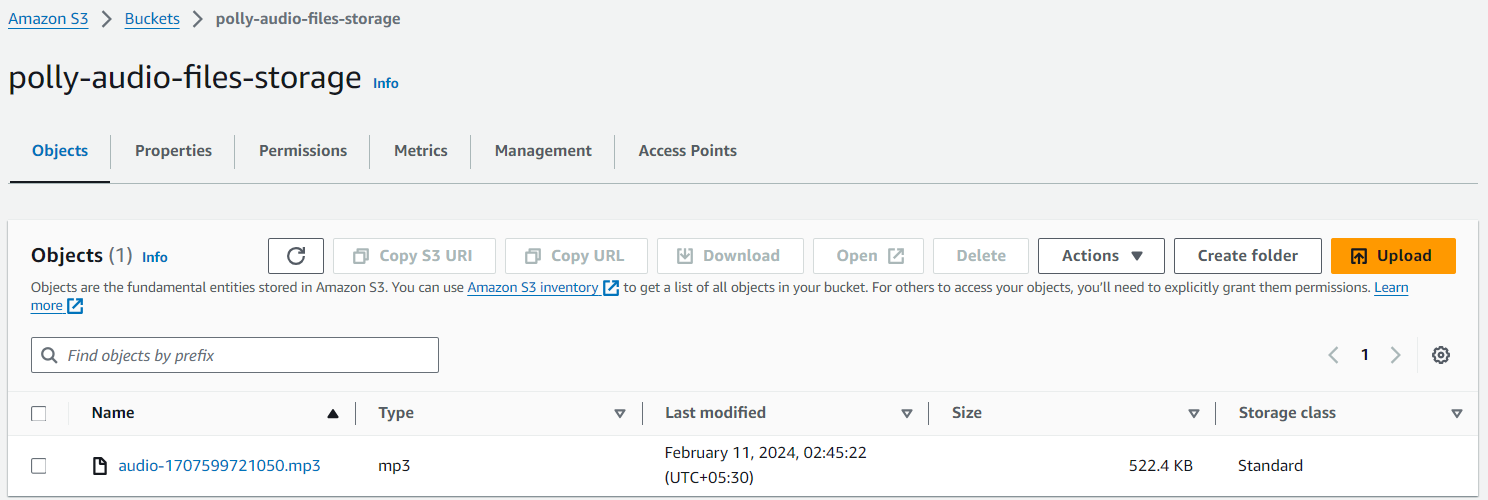 Amazon S3 > Buckets > polly-audio-files-storage
polly-audio-files-storage Info
Objects Properties Permissions Metrics Management Access Points
Objects (1) Info Copy S3 URI Copy URL Download Open Delete Actions Create folder Upload
Objects are the fundamental entities stored in Amazon S3. You can use Amazon S3 inventory to get a list of all objects in your bucket. For others to access your objects, you’ll need to explicitly grant them permissions. Learn
more
Find objects by prefix 1
Name Type Last modified Size Storage class
audio-1707599721050.mp3 mp3 February 11, 2024, 02:45:22 522.4 KB Standard
(UTC+05:30)